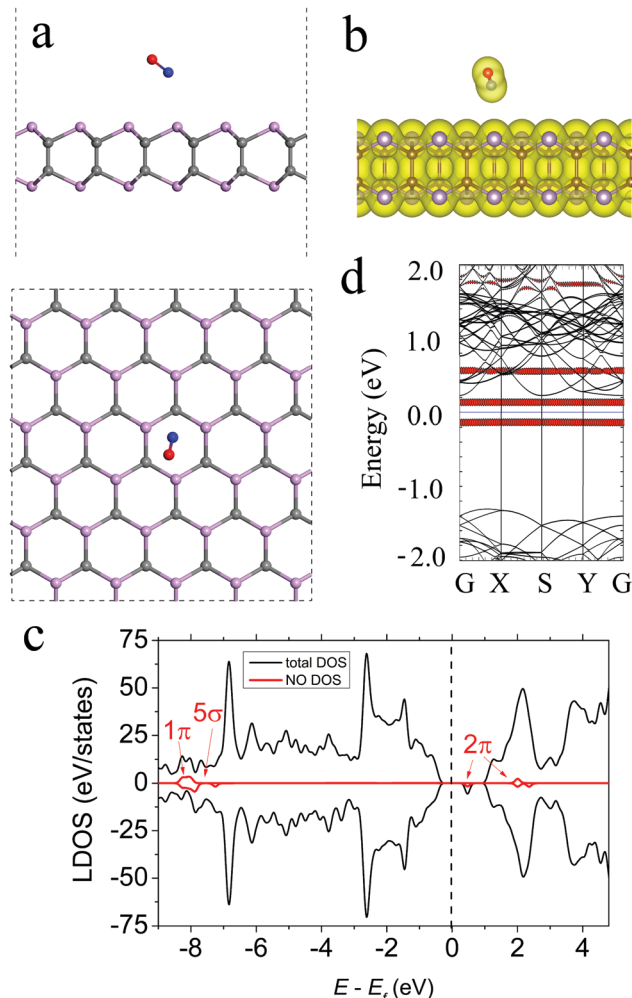 a
b
d
2.0
1.0
0.0
-1.0
-2.0
Energy (eV)
G X S Y G
c
75
50
25
0
-25
-50
-75
LDOS (eV/states)
total DOS
NO DOS
1π
5σ
2π
-8 -6 -4 -2 0 2 4
E - Ef (eV)